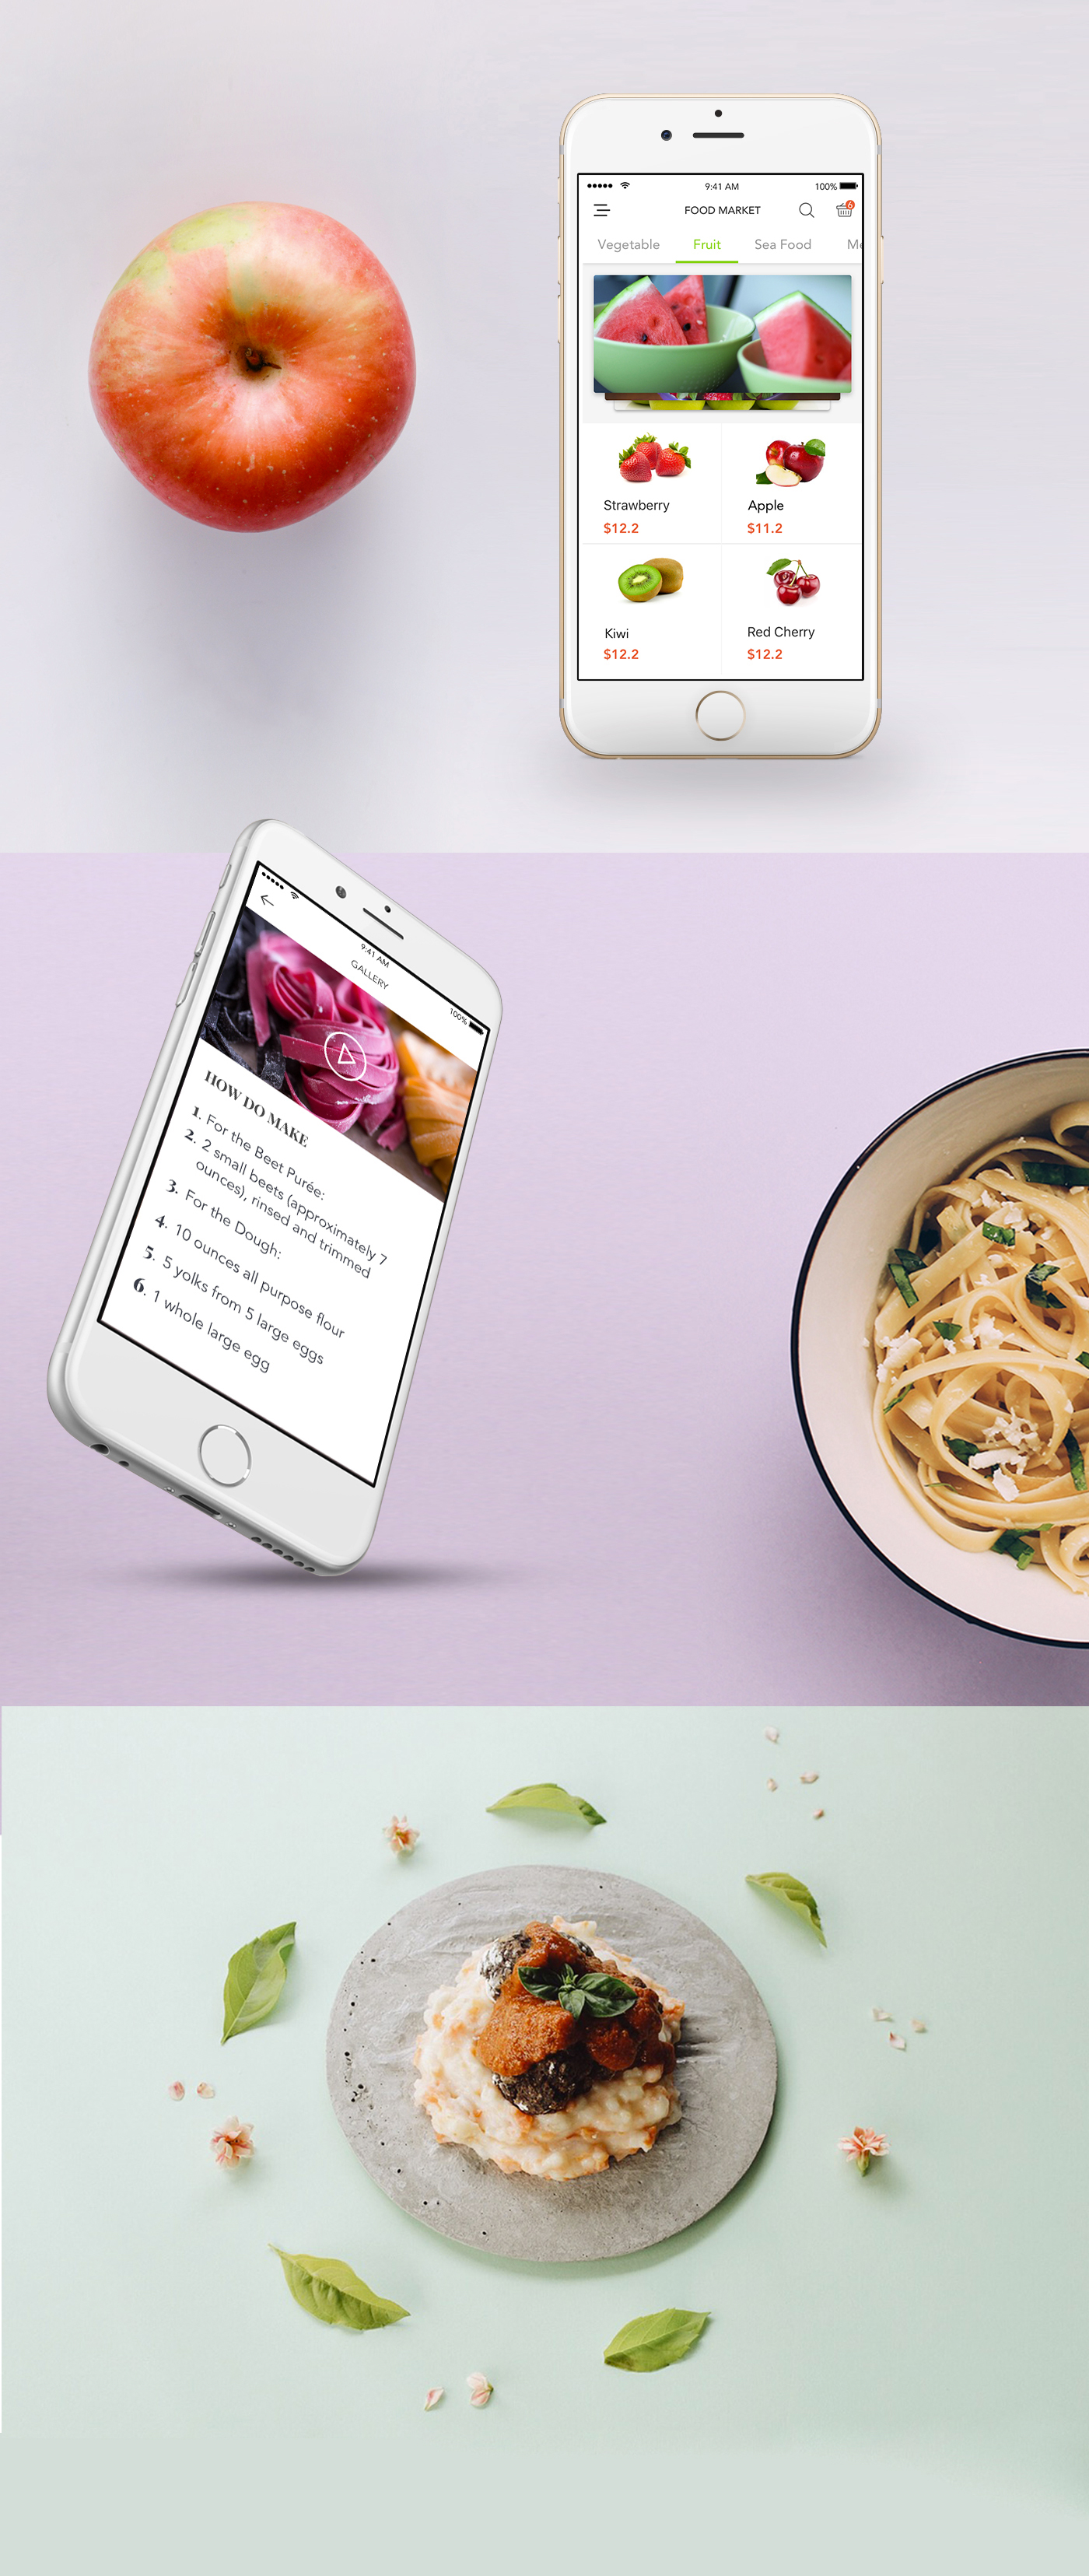 9:41 AM
100%
FOOD MARKET
6
Vegetable
Fruit
Sea Food
Strawberry
$12.2
Apple
$11.2
Kiwi
$12.2
Red Cherry
$12.2
9:41 AM
100%
GALLERY
HOW DO MAKE
1. For the Beet Purée:
2. 2 small beets (approximately 7
ounces), rinsed and trimmed
3. For the Dough:
4. 10 ounces all purpose flour
5. 5 yolks from 5 large eggs
6. 1 whole large egg